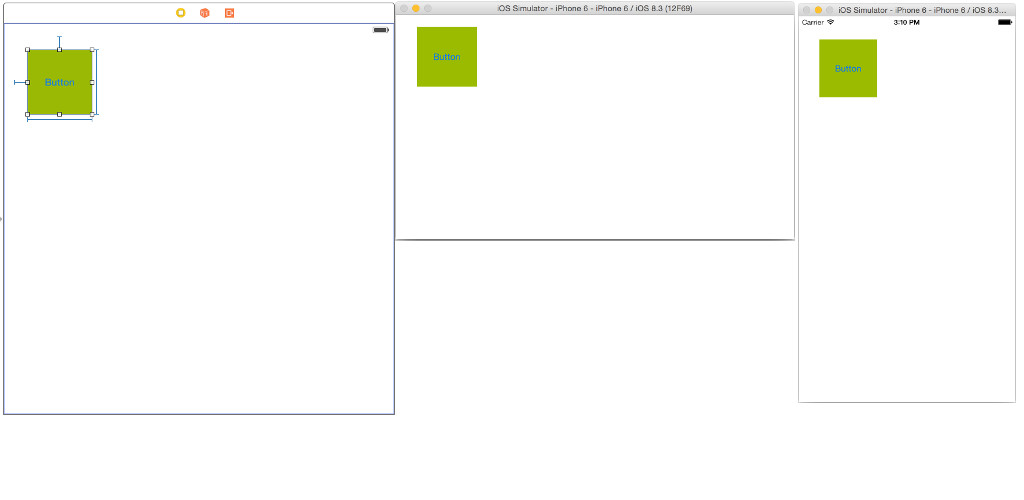 Button
iOS Simulator - iPhone 6 - iPhone 6 / iOS 8.3 (12F69)
Button
iOS Simulator - iPhone 6 - iPhone 6 / iOS 8.3...
Carrier 3:10 PM
Button